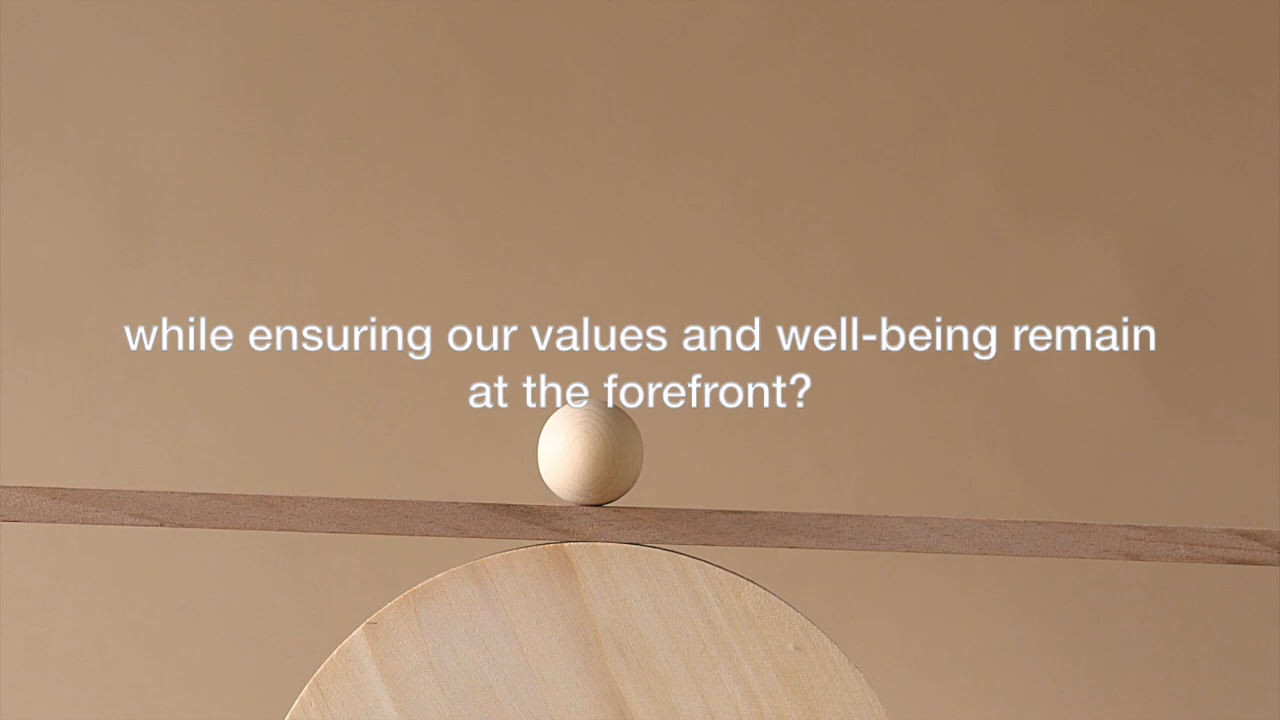 while ensuring our values and well-being remain
at the forefront?